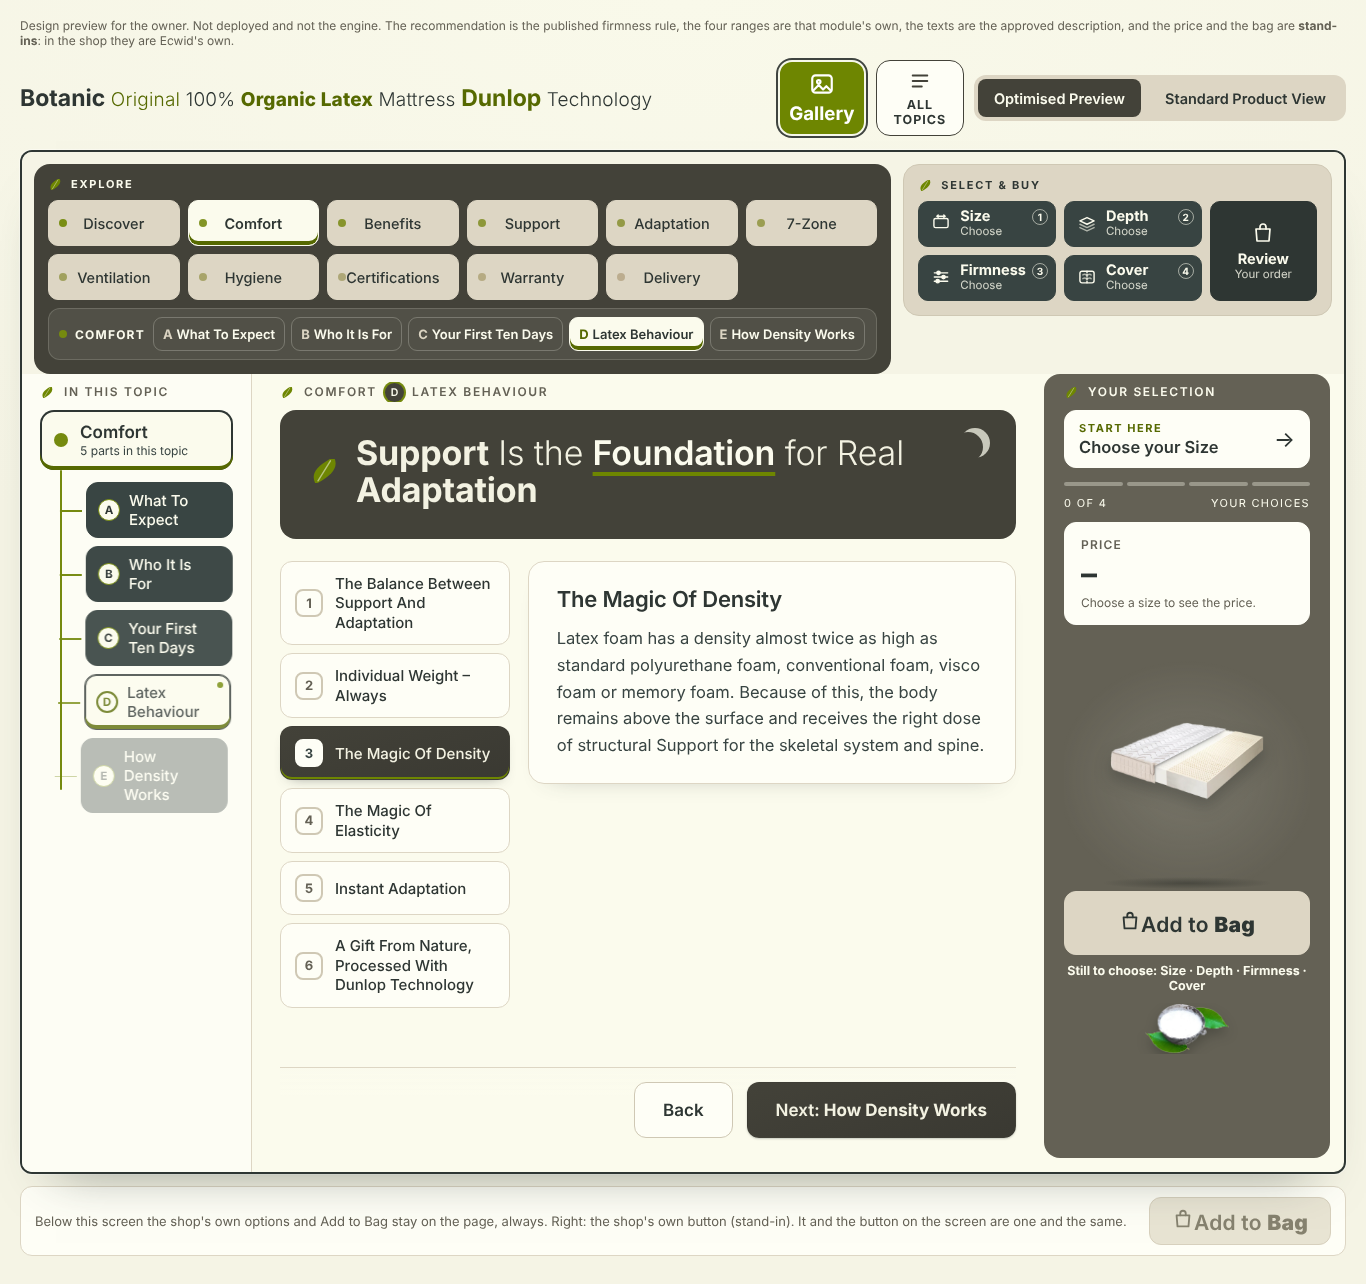 Design preview for the owner. Not deployed and not the engine. The recommendation is the published firmness rule, the four ranges are that module's own, the texts are the approved description, and the price and the bag are stand-
ins: in the shop they are Ecwid's own.
Botanic Original 100% Organic Latex Mattress Dunlop Technology
Gallery
ALL
TOPICS
Optimised Preview
Standard Product View
EXPLORE
Discover
Comfort
Benefits
Support
Adaptation
7-Zone
Ventilation
Hygiene
Certifications
Warranty
Delivery
COMFORT
A What To Expect
B Who It Is For
C Your First Ten Days
D Latex Behaviour
E How Density Works
SELECT & BUY
Size
Choose
1
Depth
Choose
2
Firmness
Choose
3
Cover
Choose
4
Review
Your order
IN THIS TOPIC
Comfort
5 parts in this topic
A
What To
Expect
B
Who It Is
For
C
Your First
Ten Days
D
Latex
Behaviour
E
How
Density
Works
COMFORT D LATEX BEHAVIOUR
Support Is the Foundation for Real
Adaptation
1
The Balance Between
Support And
Adaptation
2
Individual Weight –
Always
3
The Magic Of Density
4
The Magic Of
Elasticity
5
Instant Adaptation
6
A Gift From Nature,
Processed With
Dunlop Technology
The Magic Of Density
Latex foam has a density almost twice as high as
standard polyurethane foam, conventional foam, visco
foam or memory foam. Because of this, the body
remains above the surface and receives the right dose
of structural Support for the skeletal system and spine.
Back
Next: How Density Works
YOUR SELECTION
START HERE
Choose your Size
0 OF 4
YOUR CHOICES
PRICE
–
Choose a size to see the price.
Add to Bag
Still to choose: Size · Depth · Firmness ·
Cover
Below this screen the shop's own options and Add to Bag stay on the page, always. Right: the shop's own button (stand-in). It and the button on the screen are one and the same.
Add to Bag